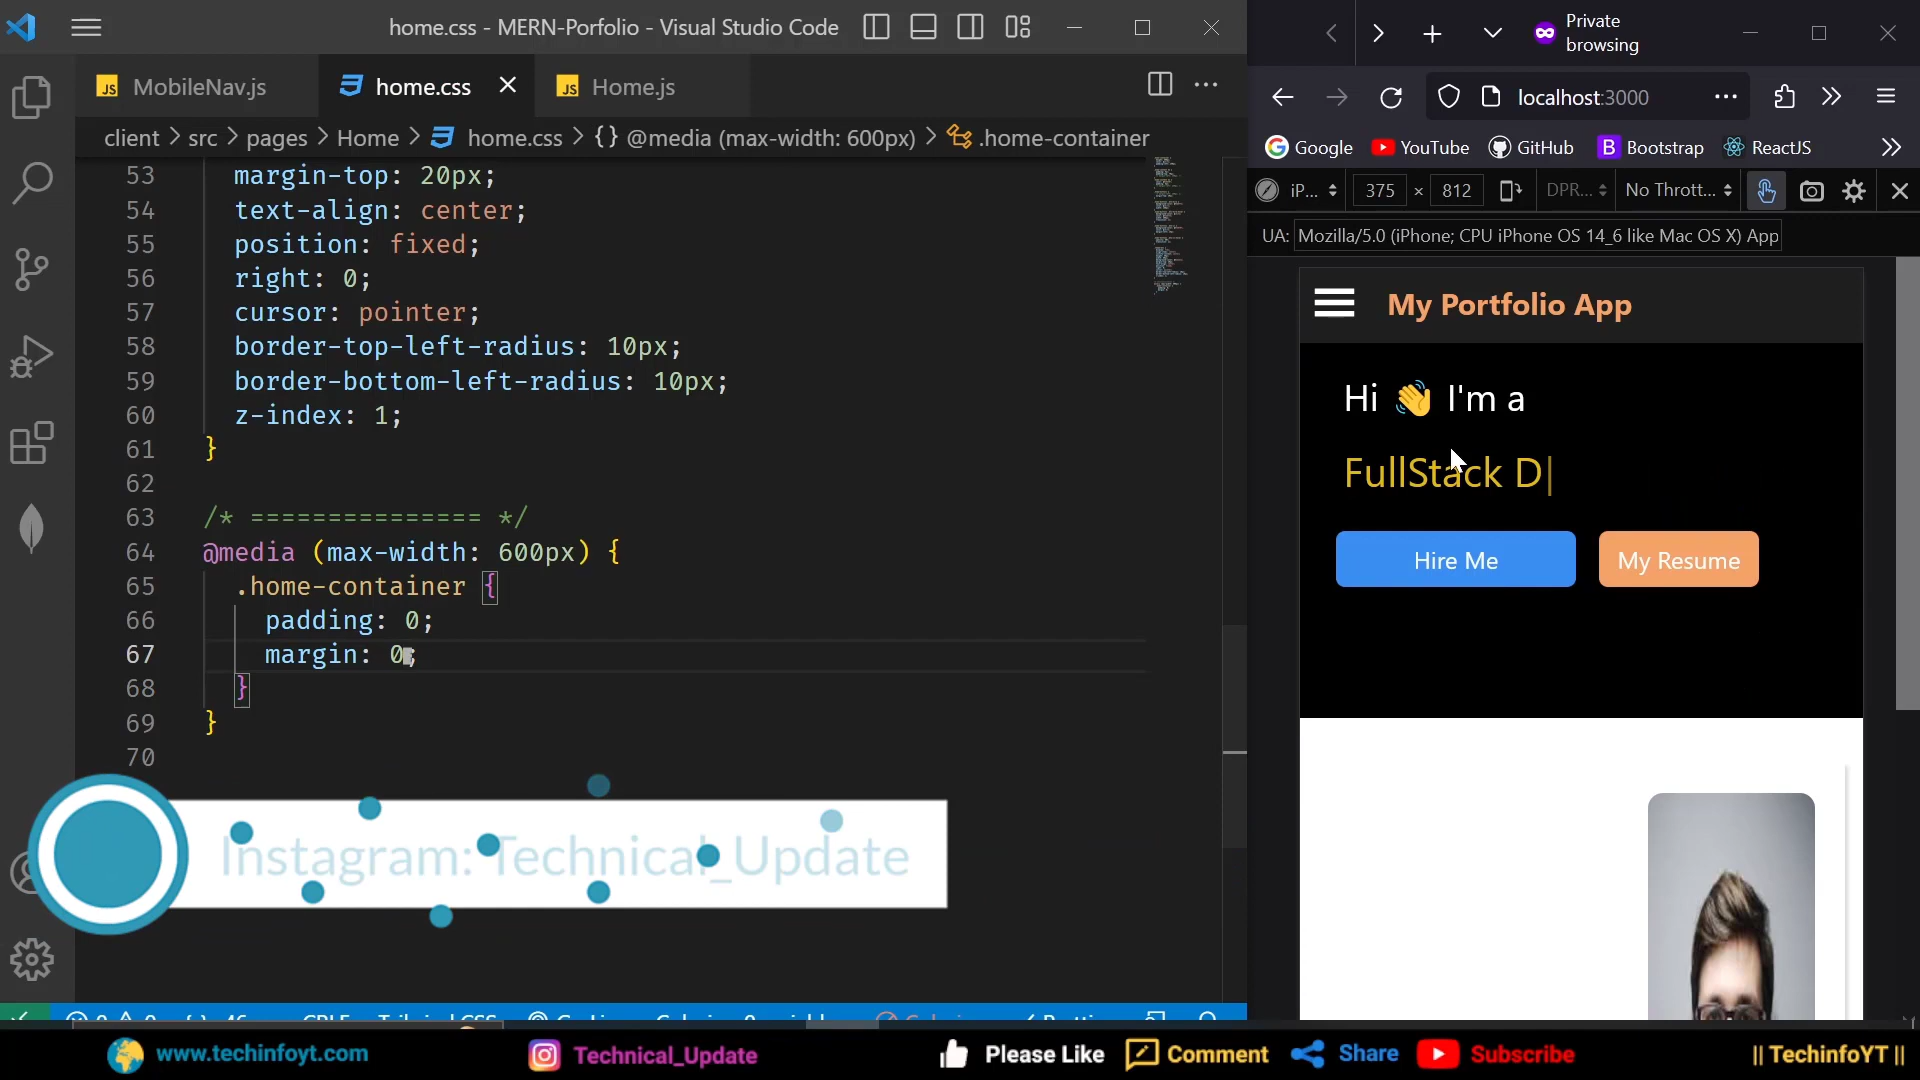 home.css - MERN-Porfolio - Visual Studio Code
MobileNav.js
home.css
Home.js
client > src > pages > Home > home.css > {} @media (max-width: 600px) > .home-container
53 margin-top: 20px;
54 text-align: center;
55 position: fixed;
56 right: 0;
57 cursor: pointer;
58 border-top-left-radius: 10px;
59 border-bottom-left-radius: 10px;
60 z-index: 1;
61 }
62
63 /* =============== */
64 @media (max-width: 600px) {
65 .home-container {
66 padding: 0;
67 margin: 0;
68 }
69 }
70
Instagram: Technical_Update
Private browsing
localhost:3000
Google YouTube GitHub Bootstrap ReactJS
iP... 375 × 812 DPR... No Thrott...
UA: Mozilla/5.0 (iPhone; CPU iPhone OS 14_6 like Mac OS X) App
My Portfolio App
Hi 👋 I'm a
FullStack D|
Hire Me
My Resume
www.techinfoyt.com
Technical_Update
Please Like
Comment
Share
Subscribe
|| TechinfoYT ||